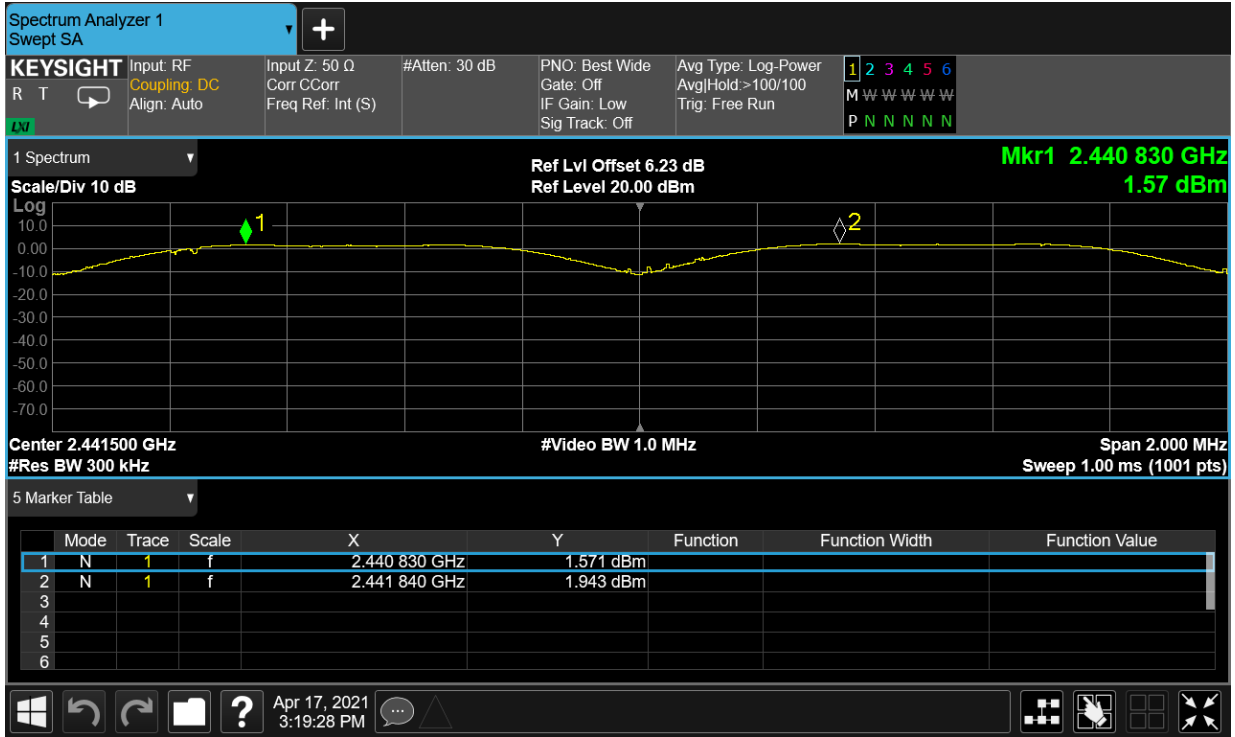 Spectrum Analyzer 1
Swept SA
KEYSIGHT
R T
LXI
Input: RF
Coupling: DC
Align: Auto
Input Z: 50 Ω
Corr CCorr
Freq Ref: Int (S)
#Atten: 30 dB
PNO: Best Wide
Gate: Off
IF Gain: Low
Sig Track: Off
Avg Type: Log-Power
Avg|Hold:>100/100
Trig: Free Run
1 2 3 4 5 6
M W W W W W
P N N N N N
1 Spectrum
Scale/Div 10 dB
Ref Lvl Offset 6.23 dB
Ref Level 20.00 dBm
Mkr1 2.440 830 GHz
1.57 dBm
Log
10.0
0.00
-10.0
-20.0
-30.0
-40.0
-50.0
-60.0
-70.0
1
2
Center 2.441500 GHz
#Video BW 1.0 MHz
Span 2.000 MHz
#Res BW 300 kHz
Sweep 1.00 ms (1001 pts)
5 Marker Table
Mode Trace Scale X Y Function Function Width Function Value
1 N 1 f 2.440 830 GHz 1.571 dBm
2 N 1 f 2.441 840 GHz 1.943 dBm
3
4
5
6
?
Apr 17, 2021
3:19:28 PM